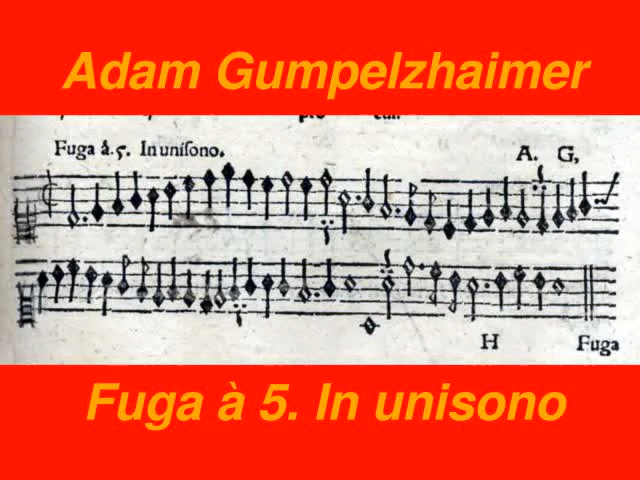 Adam Gumpelzhaimer
Fuga â. 5. In uniſono.
A. G,
H
Fuga
Fuga à 5. In unisono